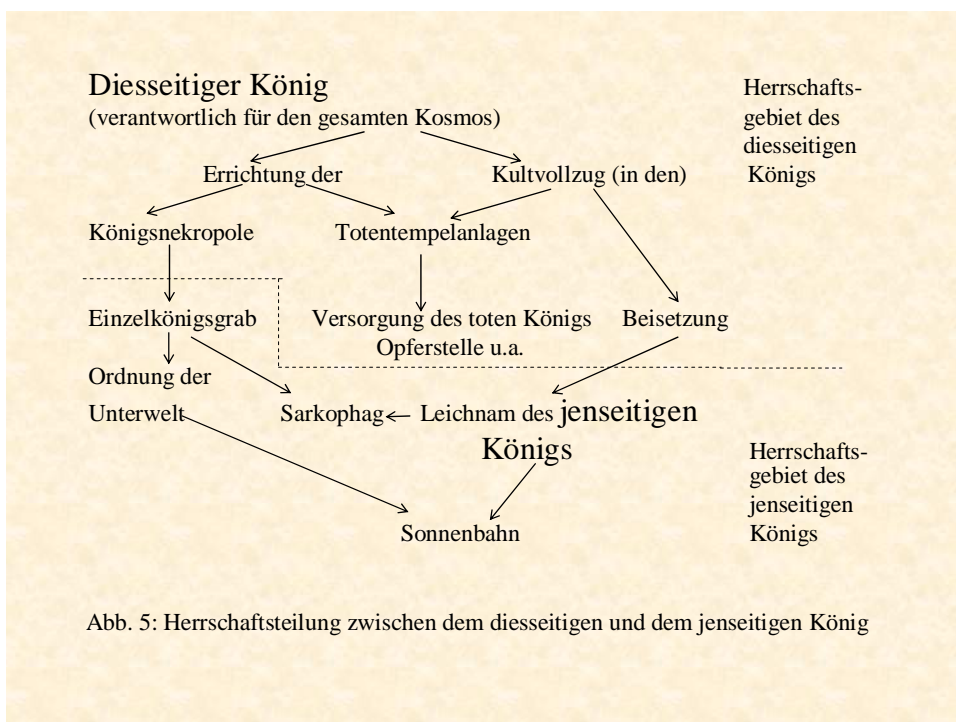 Diesseitiger König
(verantwortlich für den gesamten Kosmos)
Herrschafts-
gebiet des
diesseitigen
Königs
Errichtung der
Kultvollzug (in den)
Königsnekropole
Totentempelanlagen
Einzelkönigsgrab
Versorgung des toten Königs
Opferstelle u.a.
Beisetzung
Ordnung der
Unterwelt
Sarkophag
Leichnam des jenseitigen
Königs
Herrschafts-
gebiet des
jenseitigen
Königs
Sonnenbahn
Abb. 5: Herrschaftsteilung zwischen dem diesseitigen und dem jenseitigen König